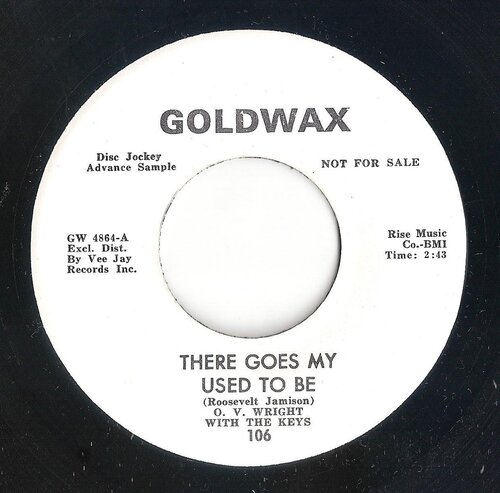 GOLDWAX
Disc Jockey
Advance Sample
NOT FOR SALE
GW 4864-A
Excl. Dist.
By Vee Jay
Records Inc.
Rise Music
Co.-BMI
Time: 2:43
THERE GOES MY
USED TO BE
(Roosevelt Jamison)
O. V. WRIGHT
WITH THE KEYS
106